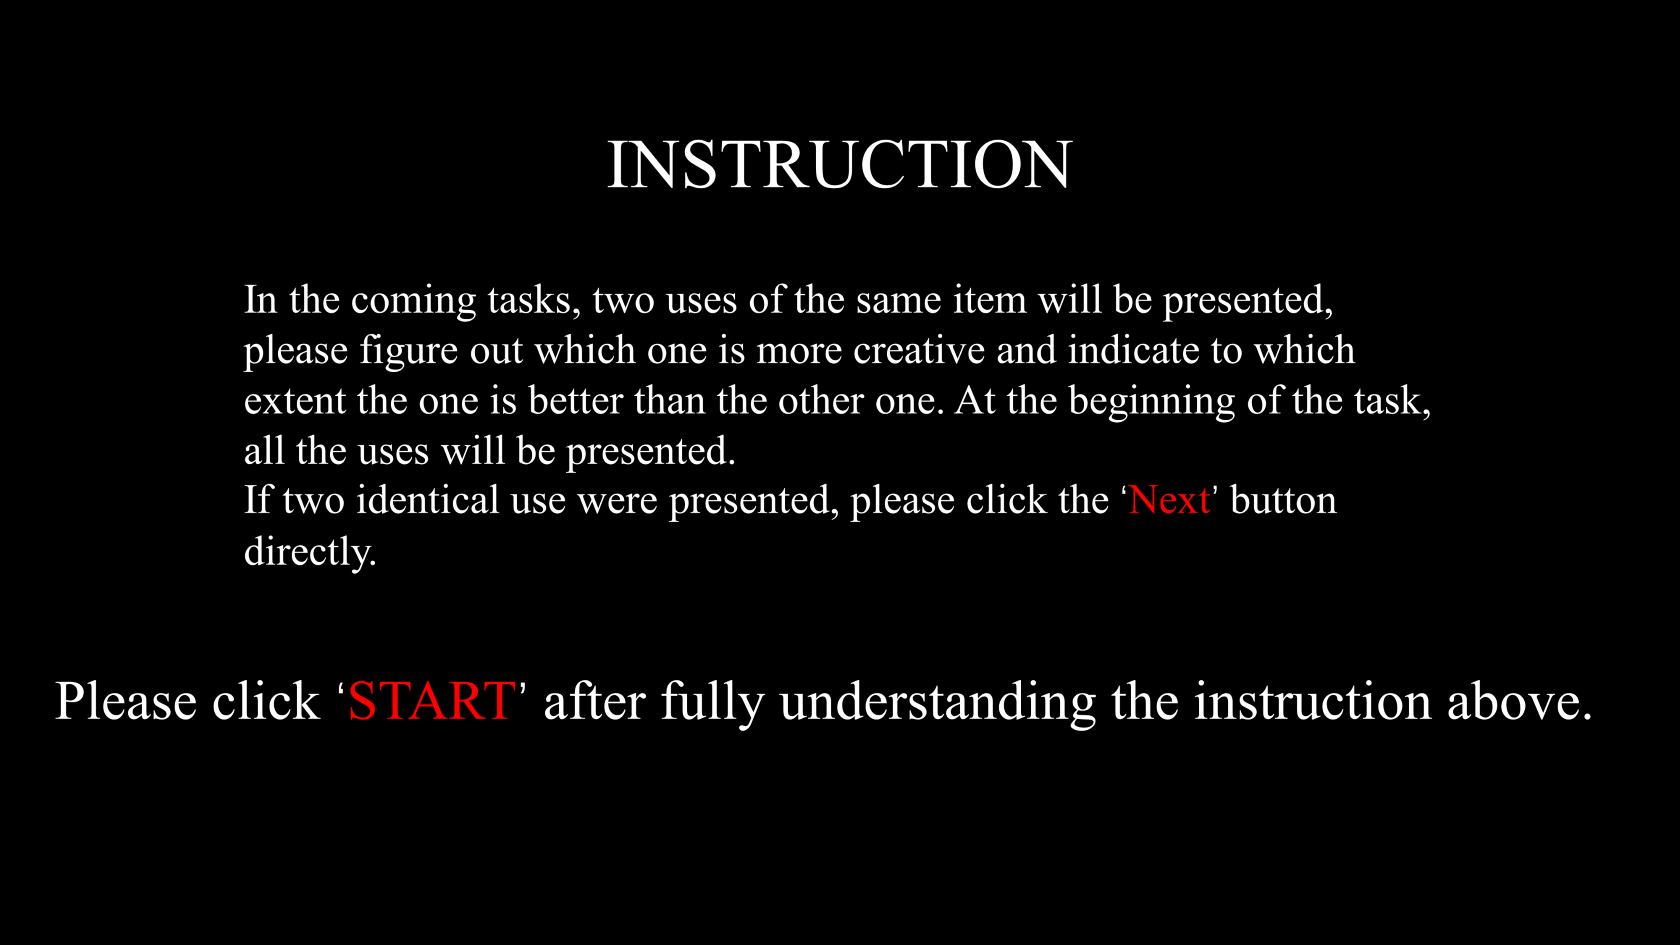 INSTRUCTION
In the coming tasks, two uses of the same item will be presented,
please figure out which one is more creative and indicate to which
extent the one is better than the other one. At the beginning of the task,
all the uses will be presented.
If two identical use were presented, please click the ‘Next’ button
directly.
Please click ‘START’ after fully understanding the instruction above.